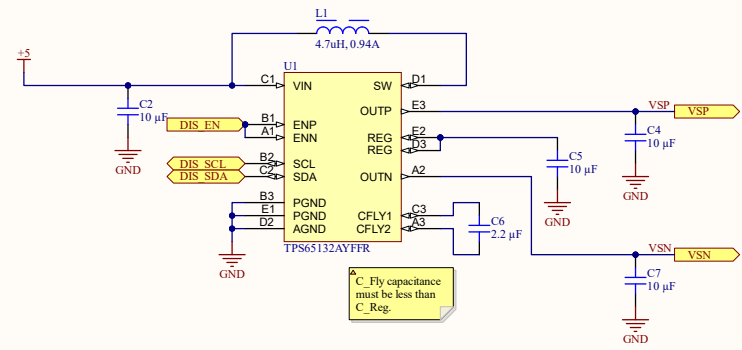 L1
4.7uH, 0.94A
+5
U1
C1 VIN SW D1
C2
10 µF
OUTP E3 VSP VSP
DIS_EN B1 ENP
A1 ENN
REG E2
REG D3
C4
10 µF
DIS_SCL B2 SCL
DIS_SDA C2 SDA
OUTN A2
C5
10 µF
GND
GND
B3 PGND
E1 PGND
D2 AGND
CFLY1 C3
CFLY2 A3
C6
2.2 µF
GND
TPS65132AYFFR
VSN VSN
GND
C_Fly capacitance
must be less than
C_Reg.
C7
10 µF
GND